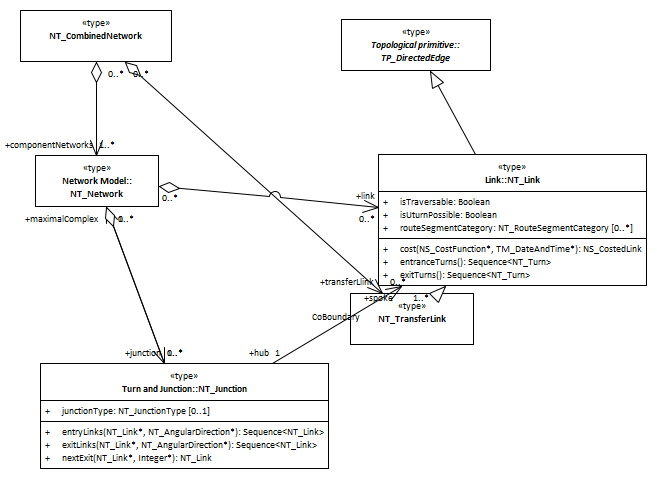 «type»
NT_CombinedNetwork
«type»
Topological primitive::
TP_DirectedEdge
0..*
0..*
+componentNetworks
1..*
«type»
Network Model::
NT_Network
0..*
+link
0..*
«type»
Link::NT_Link
+ isTraversable: Boolean
+ isUturnPossible: Boolean
+ routeSegmentCategory: NT_RouteSegmentCategory [0..*]
+ cost(NS_CostFunction*, TM_DateAndTime*): NS_CostedLink
+ entranceTurns(): Sequence<NT_Turn>
+ exitTurns(): Sequence<NT_Turn>
+maximalComplex
0..*
+transferLink
0..*
+spoke
1..*
«type»
NT_TransferLink
CoBoundary
+junction
0..*
+hub 1
«type»
Turn and Junction::NT_Junction
+ junctionType: NT_JunctionType [0..1]
+ entryLinks(NT_Link*, NT_AngularDirection*): Sequence<NT_Link>
+ exitLinks(NT_Link*, NT_AngularDirection*): Sequence<NT_Link>
+ nextExit(NT_Link*, Integer*): NT_Link